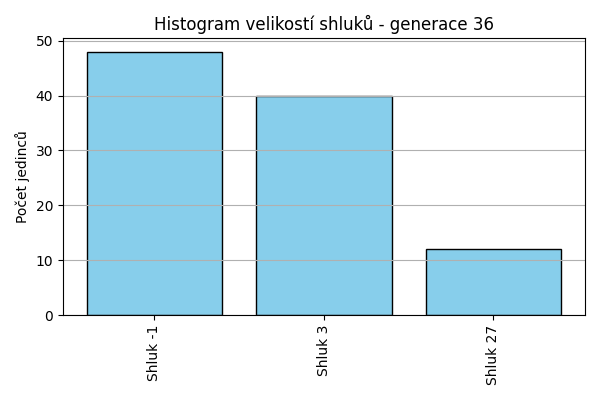 Histogram velikostí shluků - generace 36
Počet jedinců
50
40
30
20
10
0
Shluk -1
Shluk 3
Shluk 27